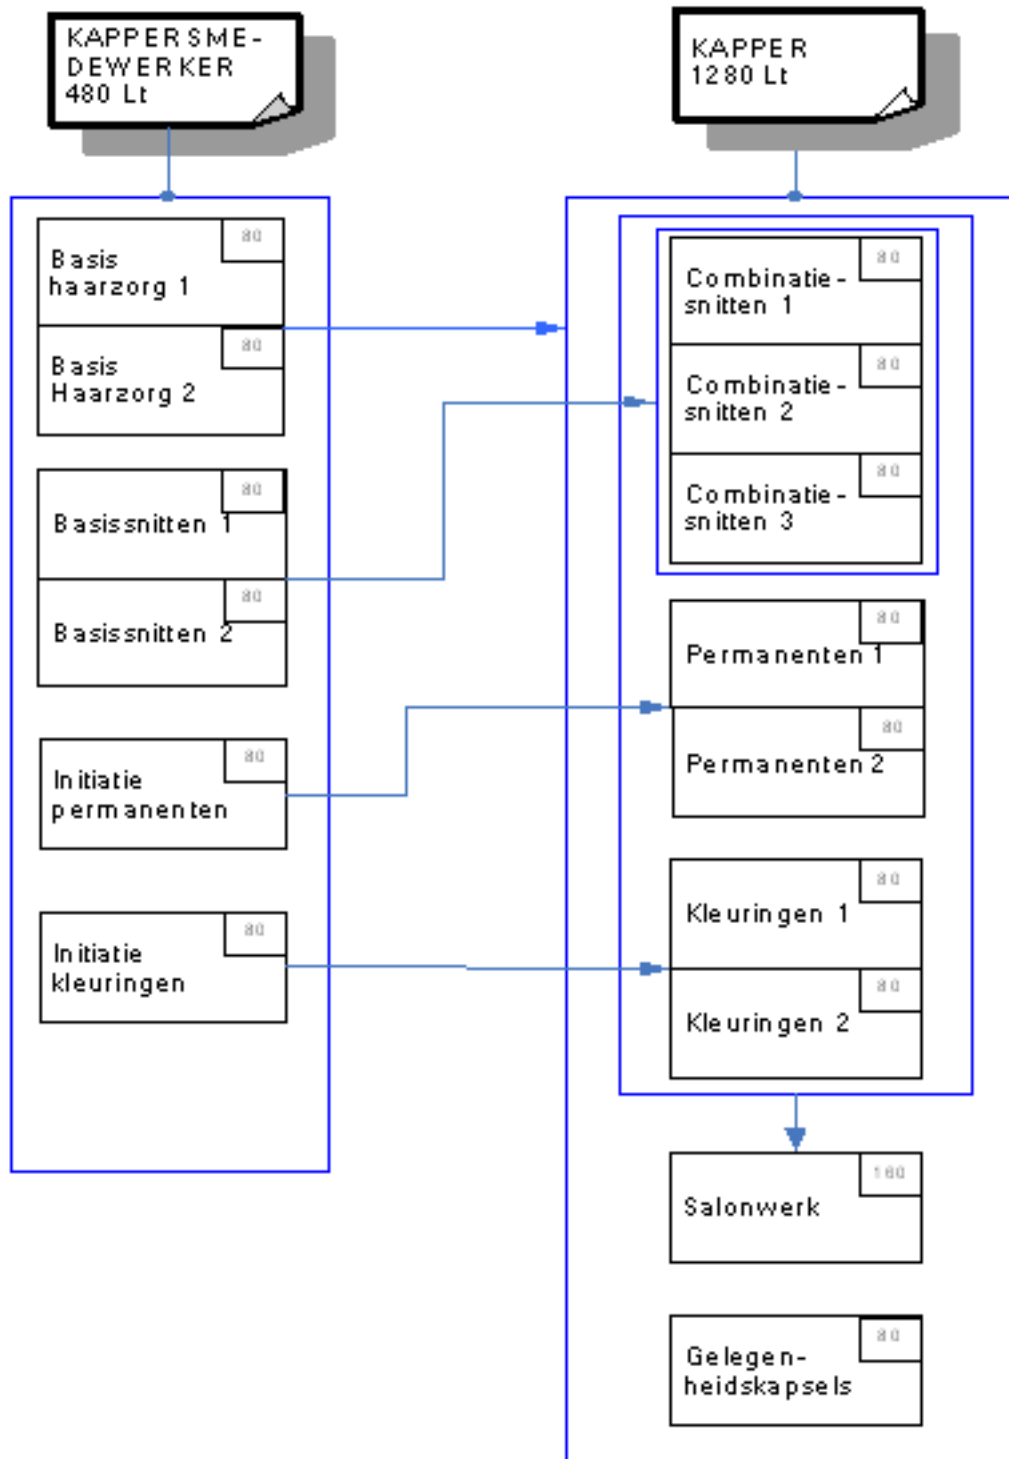 KAPPERSME-
DEWERKER
480 Lt
80
Basis
haarzorg 1
80
Basis
Haarzorg 2
80
Basissnitten 1
80
Basissnitten 2
80
Initiatie
permanenten
80
Initiatie
kleuringen
KAPPER
1280 Lt
80
Combinatie-
snitten 1
80
Combinatie-
snitten 2
80
Combinatie-
snitten 3
80
Permanenten 1
80
Permanenten 2
80
Kleuringen 1
80
Kleuringen 2
160
Salonwerk
80
Gelegen-
heidskapsels